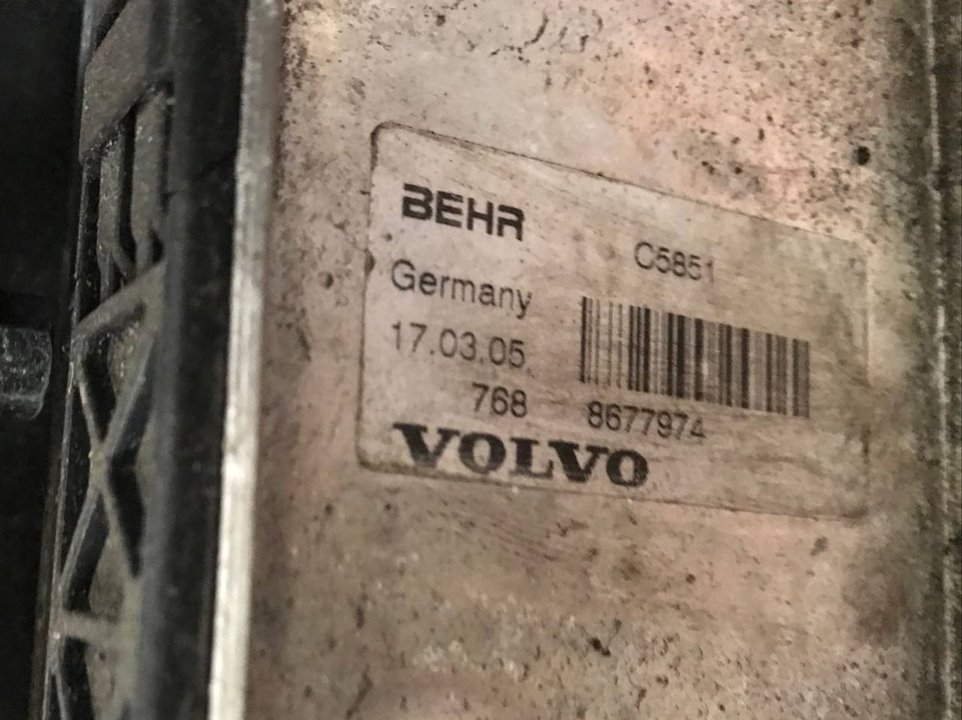 BEHR
C5851
Germany
17.03.05
768 8677974
VOLVO